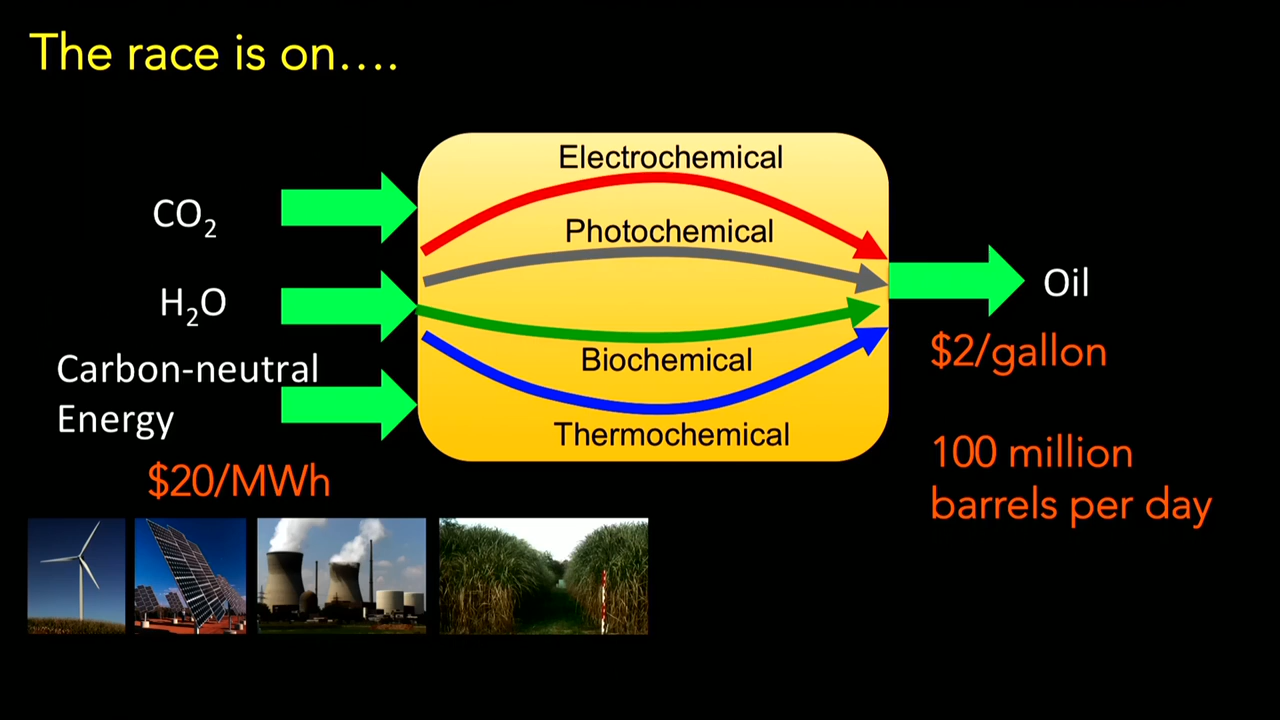 The race is on….
Electrochemical
CO₂
Photochemical
H₂O
Oil
Carbon-neutral
Energy
Biochemical
$2/gallon
Thermochemical
$20/MWh
100 million
barrels per day